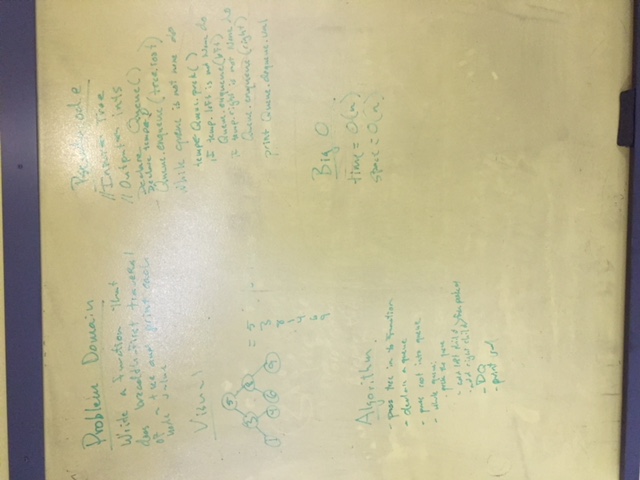 Problem Domain
Write a function that
does breadth-first traversal
of a tree and print each
node's value.
Visual
5
3 8
1 4 6 9
= 5
3
8
1
4
6
9
Algorithm
- pass tree in to function
- declare a queue
- put root into queue
- while queue:
- peek the queue
- add left child
- add right child
- DQ
- print val
Pseudocode
// Input Tree
// Outputs ints
Declare Queue()
Declare temp
Queue.enqueue(tree.root)
while queue is not none do
temp = Queue.peek()
if temp.left is not None do
Queue.enqueue(left)
if temp.right is not None do
Queue.enqueue(right)
print Queue.dequeue.val
Big O
time = O(n)
space = O(n)